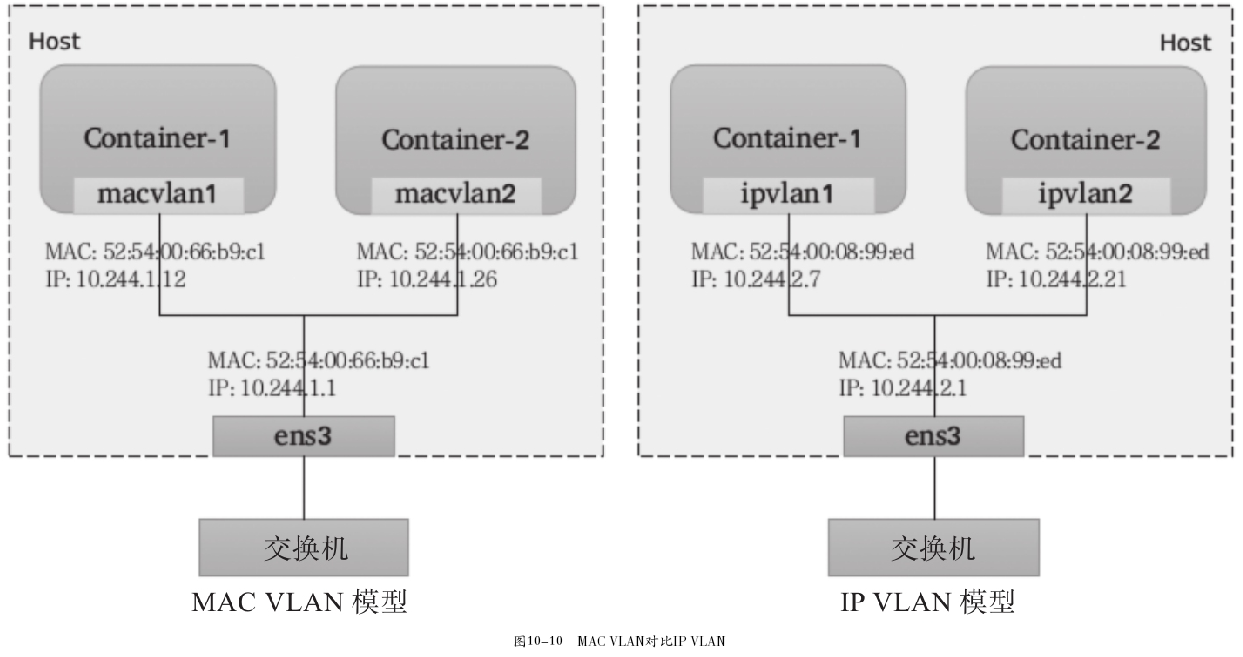 Host
Container-1
macvlan1
MAC: 52:54:00:66:b9:c1
IP: 10.244.1.12
Container-2
macvlan2
MAC: 52:54:00:66:b9:c1
IP: 10.244.1.26
MAC: 52:54:00:66:b9:c1
IP: 10.244.1.1
ens3
交换机
MAC VLAN 模型
Host
Container-1
ipvlan1
MAC: 52:54:00:08:99:ed
IP: 10.244.2.7
Container-2
ipvlan2
MAC: 52:54:00:08:99:ed
IP: 10.244.2.21
MAC: 52:54:00:08:99:ed
IP: 10.244.2.1
ens3
交换机
IP VLAN 模型
图10-10 MAC VLAN对比IP VLAN